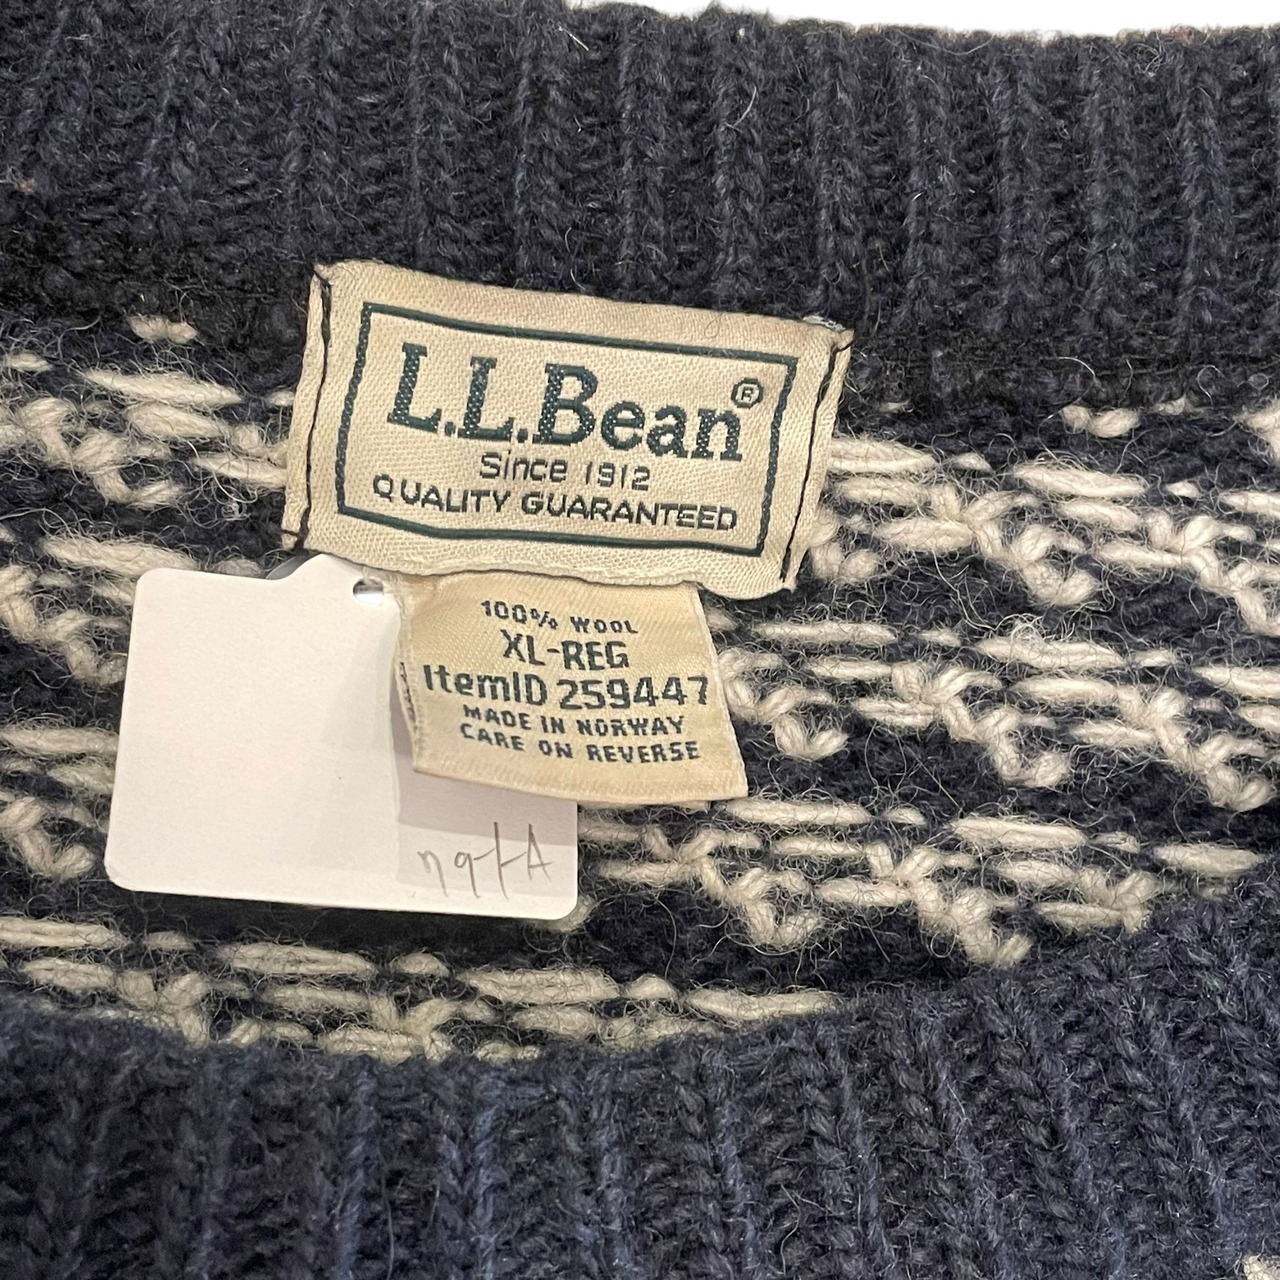 L.L.Bean®
Since 1912
QUALITY GUARANTEED
100% WOOL
XL-REG
ItemID 259447
MADE IN NORWAY
CARE ON REVERSE